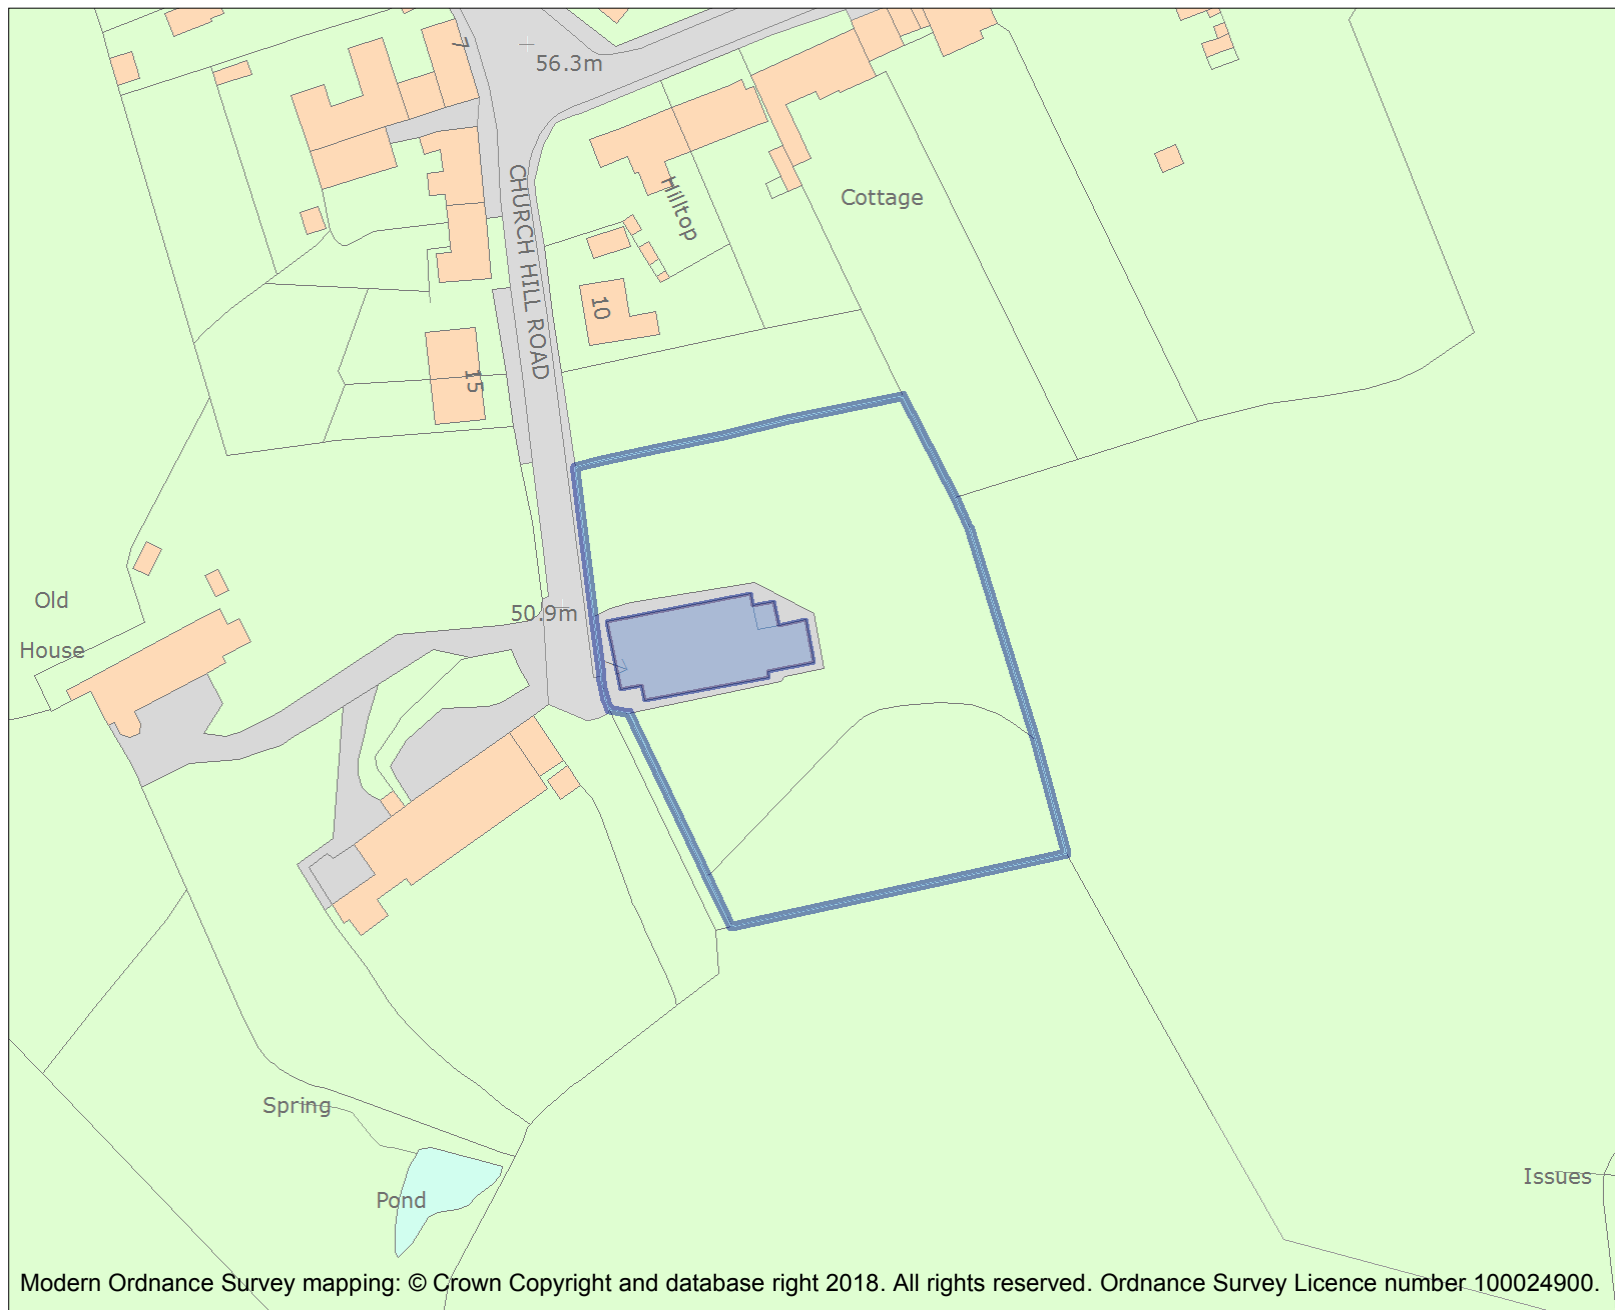 7
56.3m
CHURCH HILL ROAD
Hilltop
Cottage
10
15
Old
House
50.9m
Spring
Pond
Issues
Modern Ordnance Survey mapping: © Crown Copyright and database right 2018. All rights reserved. Ordnance Survey Licence number 100024900.